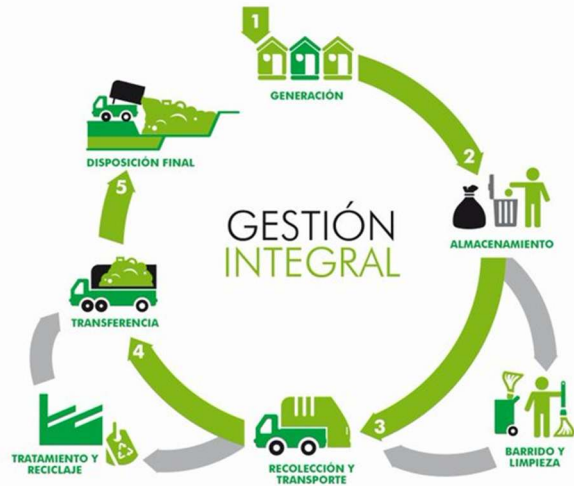 1
GENERACIÓN
2
ALMACENAMIENTO
BARRIDO Y
LIMPIEZA
3
RECOLECCIÓN Y
TRANSPORTE
TRATAMIENTO Y
RECICLAJE
4
TRANSFERENCIA
5
DISPOSICIÓN FINAL
GESTIÓN
INTEGRAL